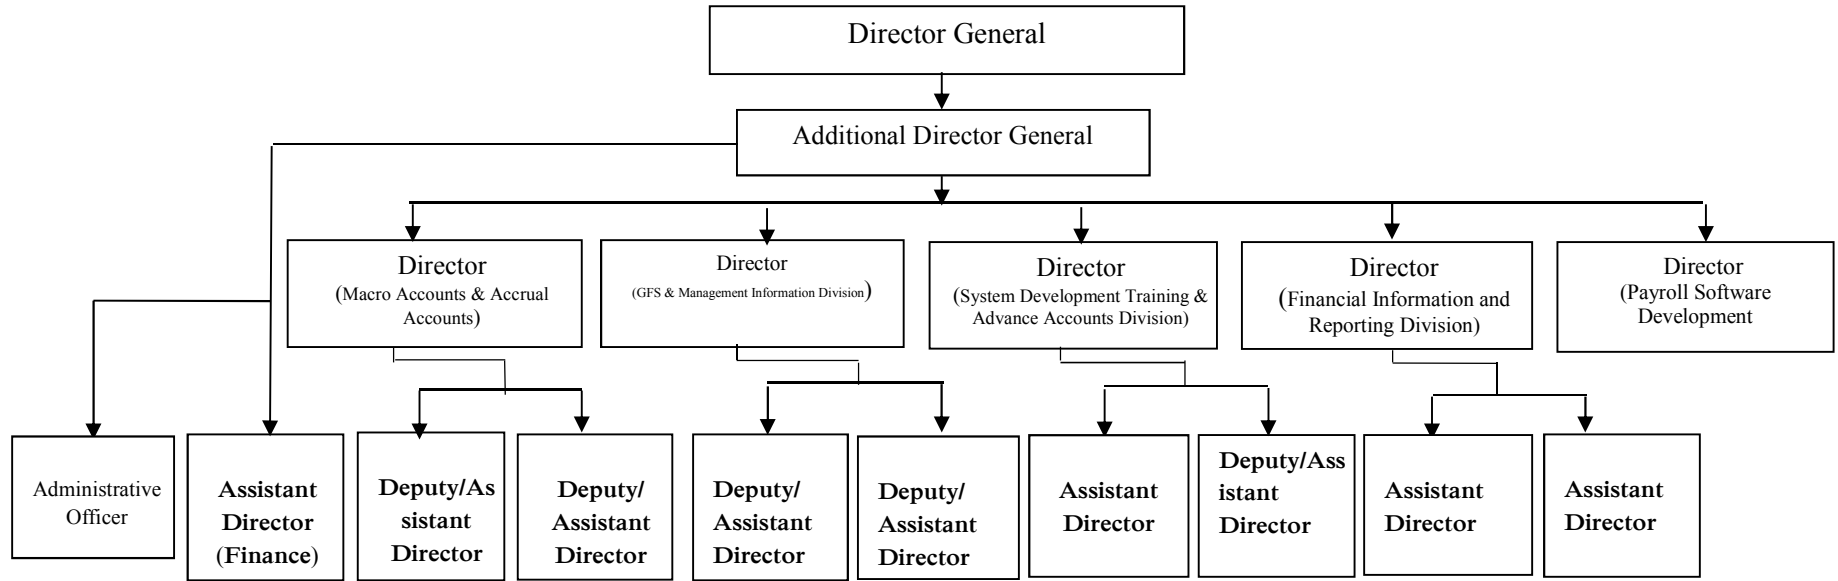 Director General
Additional Director General
Director
(Macro Accounts & Accrual
Accounts)
Director
(GFS & Management Information Division)
Director
(System Development Training &
Advance Accounts Division)
Director
(Financial Information and
Reporting Division)
Director
(Payroll Software
Development
Administrative
Officer
Assistant
Director
(Finance)
Deputy/As
sistant
Director
Deputy/
Assistant
Director
Deputy/
Assistant
Director
Deputy/
Assistant
Director
Assistant
Director
Deputy/Ass
istant
Director
Assistant
Director
Assistant
Director